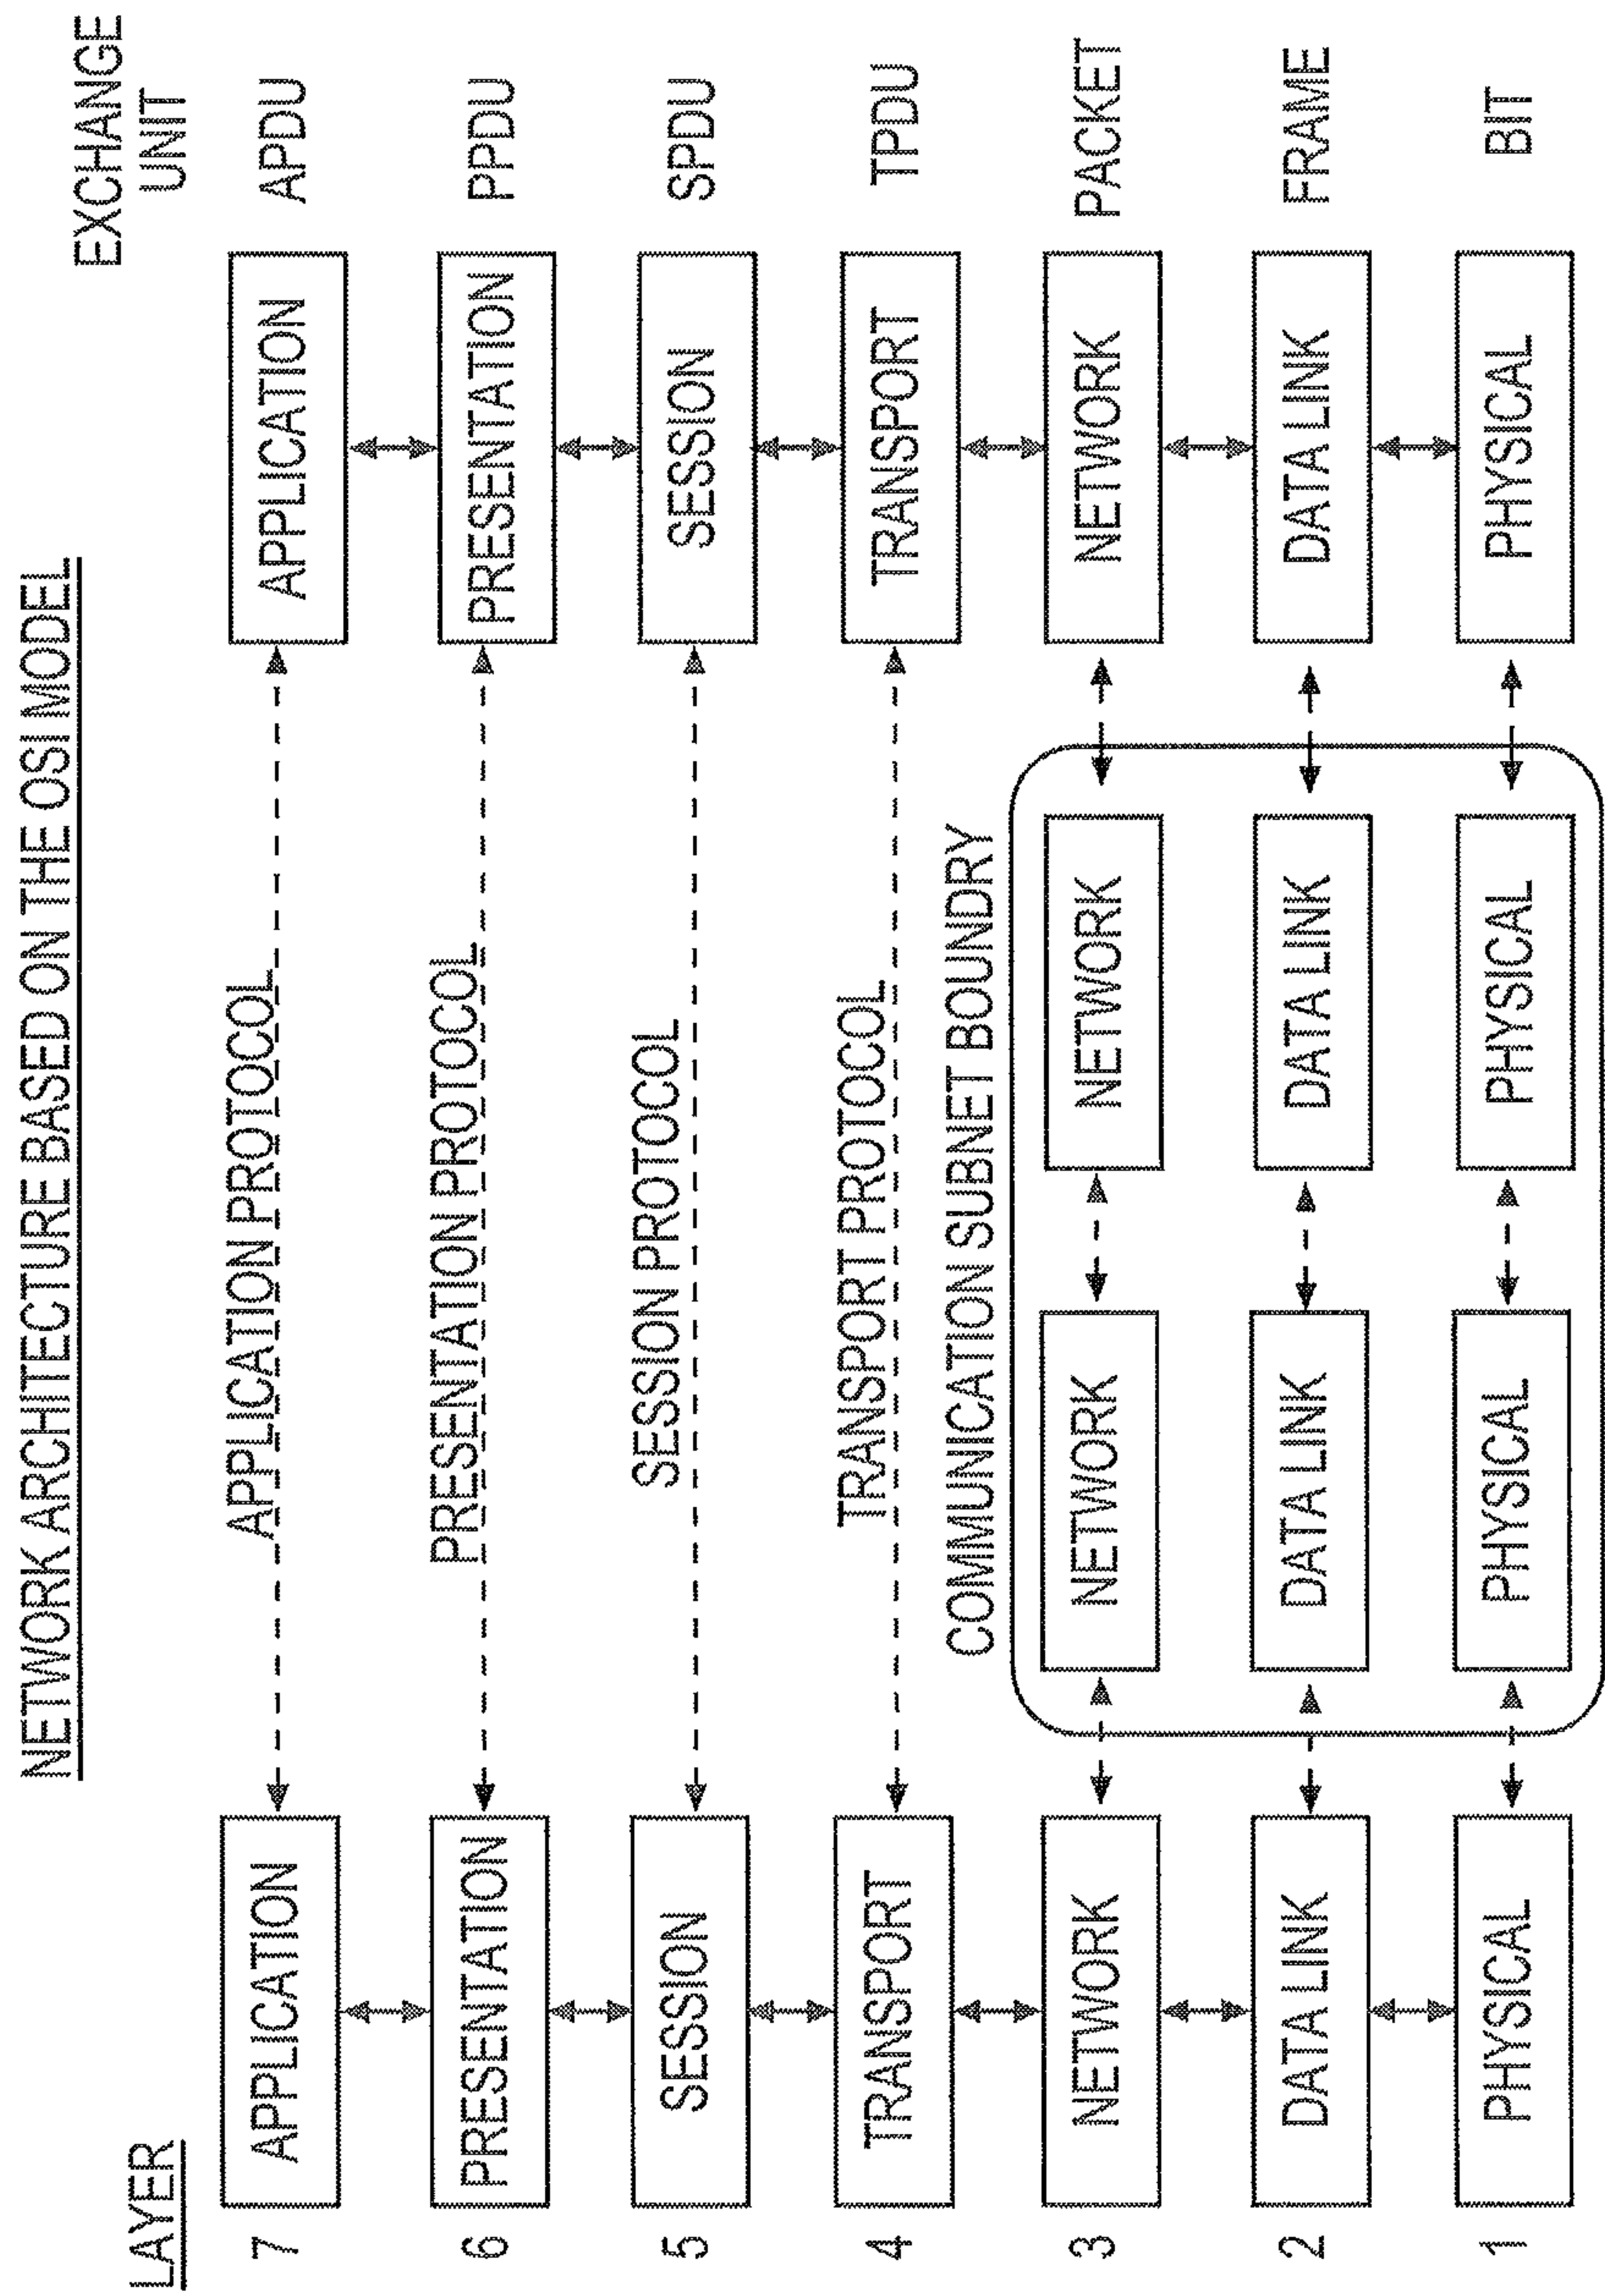 NETWORK ARCHITECTURE BASED ON THE OSI MODEL
LAYER
EXCHANGE
UNIT
7 APPLICATION APPLICATION PROTOCOL APPLICATION APDU
6 PRESENTATION PRESENTATION PROTOCOL PRESENTATION PPDU
5 SESSION SESSION PROTOCOL SESSION SPDU
4 TRANSPORT TRANSPORT PROTOCOL TRANSPORT TPDU
COMMUNICATION SUBNET BOUNDRY
3 NETWORK NETWORK NETWORK NETWORK PACKET
2 DATA LINK DATA LINK DATA LINK DATA LINK FRAME
1 PHYSICAL PHYSICAL PHYSICAL PHYSICAL BIT